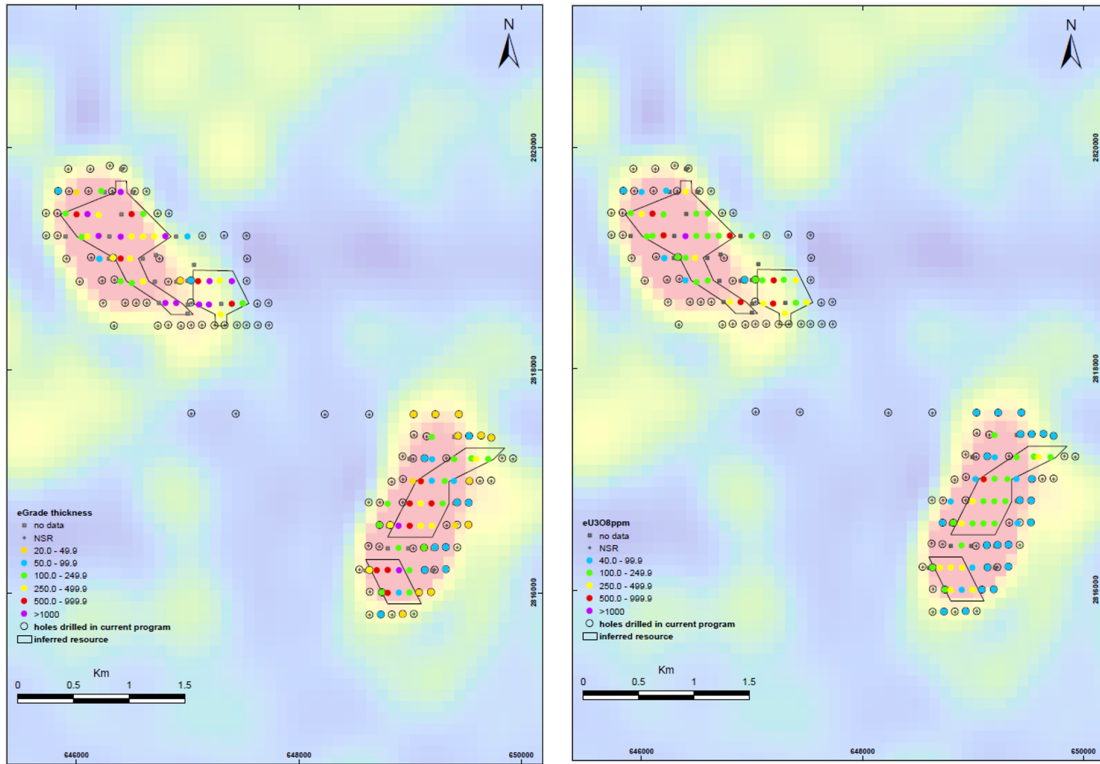 N
2820000
2818000
2816000
eGrade thickness
no data
NSR
20.0 - 49.9
50.0 - 99.9
100.0 - 249.9
250.0 - 499.9
500.0 - 999.9
>1000
holes drilled in current program
inferred resource
Km
0 0.5 1 1.5
646000 648000 650000
N
2820000
2818000
2816000
eU3O8ppm
no data
NSR
40.0 - 99.9
100.0 - 249.9
250.0 - 499.9
500.0 - 999.9
>1000
holes drilled in current program
inferred resource
Km
0 0.5 1 1.5
646000 648000 650000